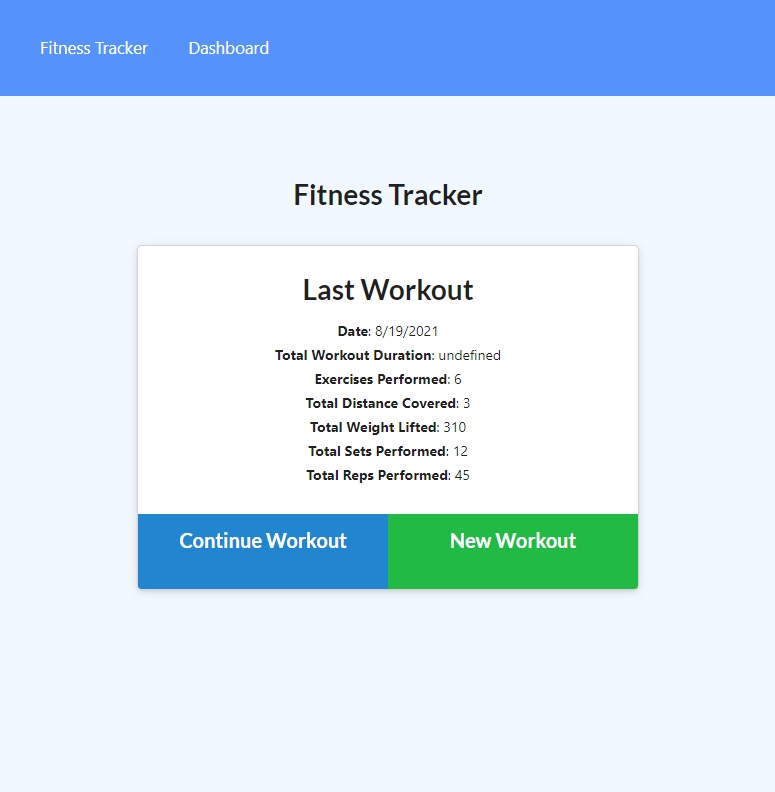 Fitness Tracker Dashboard
Fitness Tracker
Last Workout
Date: 8/19/2021
Total Workout Duration: undefined
Exercises Performed: 6
Total Distance Covered: 3
Total Weight Lifted: 310
Total Sets Performed: 12
Total Reps Performed: 45
Continue Workout New Workout